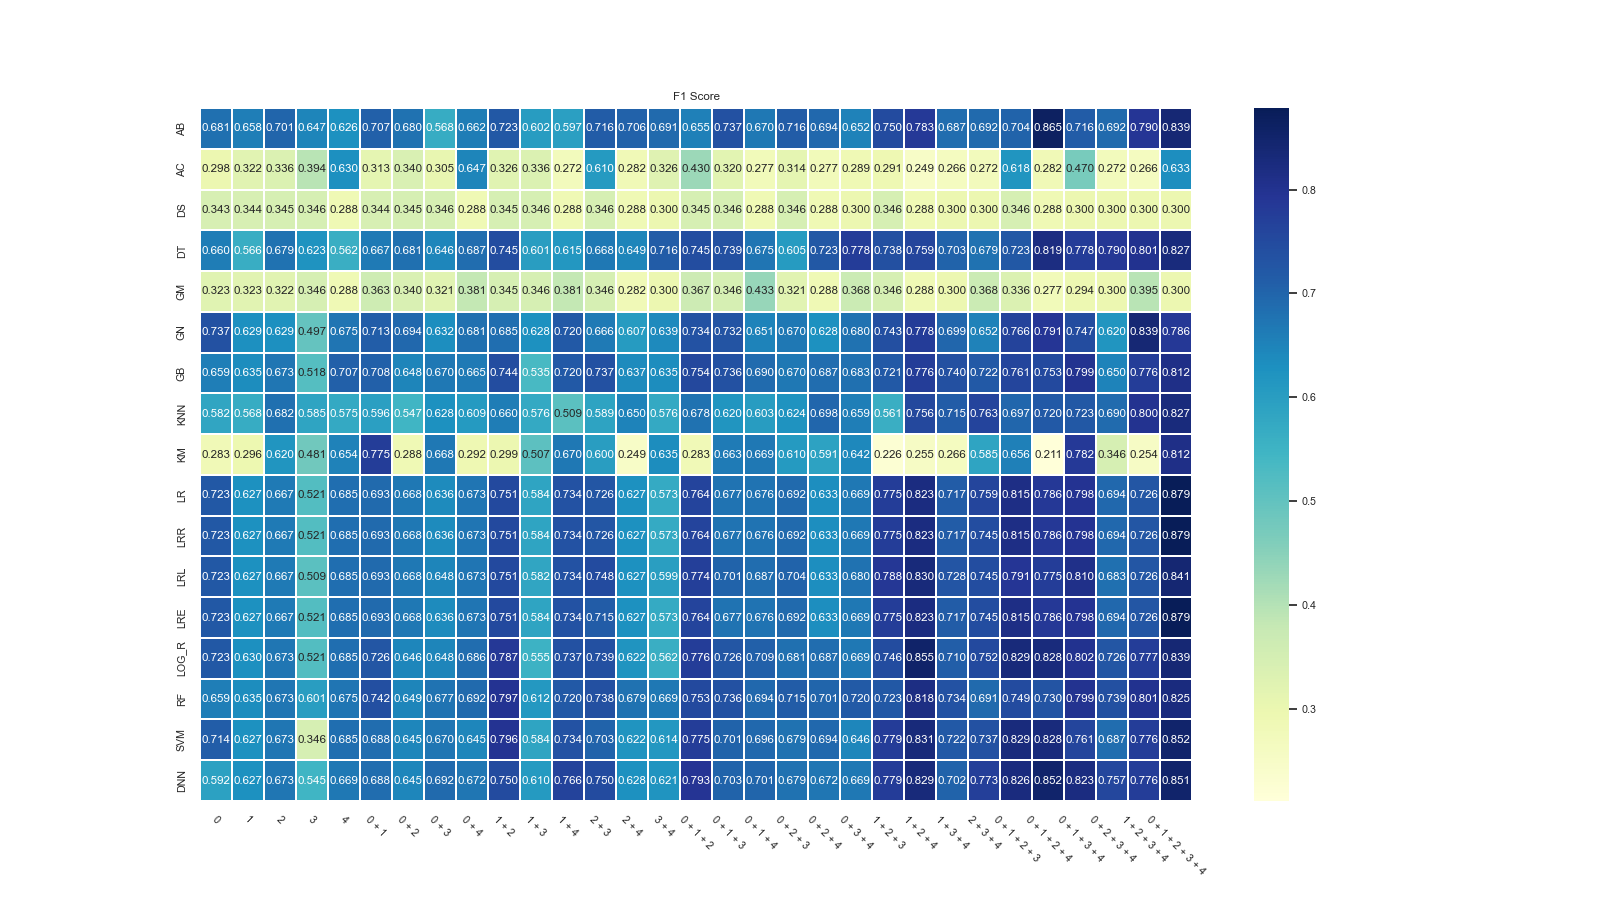 F1 Score
AB 0.681 0.658 0.701 0.647 0.626 0.707 0.680 0.568 0.662 0.723 0.602 0.597 0.716 0.706 0.691 0.655 0.737 0.670 0.716 0.694 0.652 0.750 0.783 0.687 0.692 0.704 0.865 0.716 0.692 0.790 0.839
AC 0.298 0.322 0.336 0.394 0.630 0.313 0.340 0.305 0.647 0.326 0.336 0.272 0.610 0.282 0.326 0.430 0.320 0.277 0.314 0.277 0.289 0.291 0.249 0.266 0.272 0.618 0.282 0.470 0.272 0.266 0.633
DS 0.343 0.344 0.345 0.346 0.288 0.344 0.345 0.346 0.288 0.345 0.346 0.288 0.346 0.288 0.300 0.345 0.346 0.288 0.346 0.288 0.300 0.346 0.288 0.300 0.300 0.346 0.288 0.300 0.300 0.300 0.300
DT 0.660 0.566 0.679 0.623 0.562 0.667 0.681 0.646 0.687 0.745 0.601 0.615 0.668 0.649 0.716 0.745 0.739 0.675 0.605 0.723 0.778 0.738 0.759 0.703 0.679 0.723 0.819 0.778 0.790 0.801 0.827
GM 0.323 0.323 0.322 0.346 0.288 0.363 0.340 0.321 0.381 0.345 0.346 0.381 0.346 0.282 0.300 0.367 0.346 0.433 0.321 0.288 0.368 0.346 0.288 0.300 0.368 0.336 0.277 0.294 0.300 0.395 0.300
GN 0.737 0.629 0.629 0.497 0.675 0.713 0.694 0.632 0.681 0.685 0.628 0.720 0.666 0.607 0.639 0.734 0.732 0.651 0.670 0.628 0.680 0.743 0.778 0.699 0.652 0.766 0.791 0.747 0.620 0.839 0.786
GB 0.659 0.635 0.673 0.518 0.707 0.708 0.648 0.670 0.665 0.744 0.535 0.720 0.737 0.637 0.635 0.754 0.736 0.690 0.670 0.687 0.683 0.721 0.776 0.740 0.722 0.761 0.753 0.799 0.650 0.776 0.812
KNN 0.582 0.568 0.682 0.585 0.575 0.596 0.547 0.628 0.609 0.660 0.576 0.509 0.589 0.650 0.576 0.678 0.620 0.603 0.624 0.698 0.659 0.561 0.756 0.715 0.763 0.697 0.720 0.723 0.690 0.800 0.827
KM 0.283 0.296 0.620 0.481 0.654 0.775 0.288 0.668 0.292 0.299 0.507 0.670 0.600 0.249 0.635 0.283 0.663 0.669 0.610 0.591 0.642 0.226 0.255 0.266 0.585 0.656 0.211 0.782 0.346 0.254 0.812
LR 0.723 0.627 0.667 0.521 0.685 0.693 0.668 0.636 0.673 0.751 0.584 0.734 0.726 0.627 0.573 0.764 0.677 0.676 0.692 0.633 0.669 0.775 0.823 0.717 0.759 0.815 0.786 0.798 0.694 0.726 0.879
LRR 0.723 0.627 0.667 0.521 0.685 0.693 0.668 0.636 0.673 0.751 0.584 0.734 0.726 0.627 0.573 0.764 0.677 0.676 0.692 0.633 0.669 0.775 0.823 0.717 0.745 0.815 0.786 0.798 0.694 0.726 0.879
LRL 0.723 0.627 0.667 0.509 0.685 0.693 0.668 0.648 0.673 0.751 0.582 0.734 0.748 0.627 0.599 0.774 0.701 0.687 0.704 0.633 0.680 0.788 0.830 0.728 0.745 0.791 0.775 0.810 0.683 0.726 0.841
LRE 0.723 0.627 0.667 0.521 0.685 0.693 0.668 0.636 0.673 0.751 0.584 0.734 0.715 0.627 0.573 0.764 0.677 0.676 0.692 0.633 0.669 0.775 0.823 0.717 0.745 0.815 0.786 0.798 0.694 0.726 0.879
LOG_R 0.723 0.630 0.673 0.521 0.685 0.726 0.646 0.648 0.686 0.787 0.555 0.737 0.739 0.622 0.562 0.776 0.726 0.709 0.681 0.687 0.669 0.746 0.855 0.710 0.752 0.829 0.828 0.802 0.726 0.777 0.839
RF 0.659 0.635 0.673 0.601 0.675 0.742 0.649 0.677 0.692 0.797 0.612 0.720 0.738 0.679 0.669 0.753 0.736 0.694 0.715 0.701 0.720 0.723 0.818 0.734 0.691 0.749 0.730 0.799 0.739 0.801 0.825
SVM 0.714 0.627 0.673 0.346 0.685 0.688 0.645 0.670 0.645 0.796 0.584 0.734 0.703 0.622 0.614 0.775 0.701 0.696 0.679 0.694 0.646 0.779 0.831 0.722 0.737 0.829 0.828 0.761 0.687 0.776 0.852
DNN 0.592 0.627 0.673 0.545 0.669 0.688 0.645 0.692 0.672 0.750 0.610 0.766 0.750 0.628 0.621 0.793 0.703 0.701 0.679 0.672 0.669 0.779 0.829 0.702 0.773 0.826 0.852 0.823 0.757 0.776 0.851
0
1
2
3
4
0 + 1
0 + 2
0 + 3
0 + 4
1 + 2
1 + 3
1 + 4
2 + 3
2 + 4
3 + 4
0 + 1 + 2
0 + 1 + 3
0 + 1 + 4
0 + 2 + 3
0 + 2 + 4
0 + 3 + 4
1 + 2 + 3
1 + 2 + 4
1 + 3 + 4
2 + 3 + 4
0 + 1 + 2 + 3
0 + 1 + 2 + 4
0 + 1 + 3 + 4
0 + 2 + 3 + 4
1 + 2 + 3 + 4
0 + 1 + 2 + 3 + 4
0.8
0.7
0.6
0.5
0.4
0.3